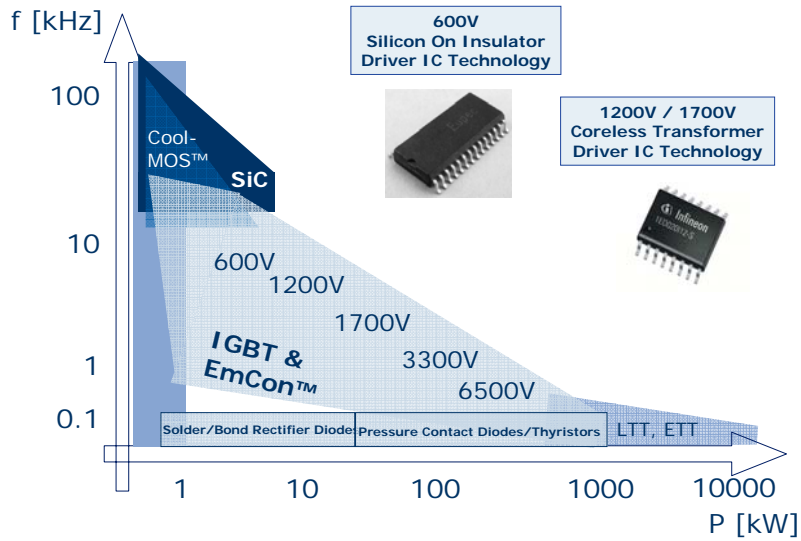 f [kHz]
600V
Silicon On Insulator
Driver IC Technology
100
1200V / 1700V
Coreless Transformer
Driver IC Technology
Cool-
MOS™
SiC
Infineon
10
600V
1200V
1700V
IGBT &
EmCon™
3300V
6500V
1
0.1
Solder/Bond Rectifier Diodes
Pressure Contact Diodes/Thyristors
LTT, ETT
1
10
100
1000
10000
P [kW]